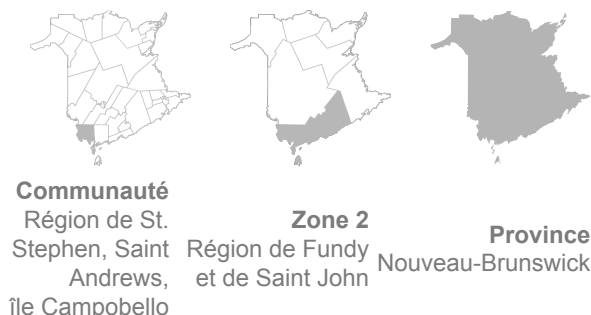 Communauté
Région de St.
Stephen, Saint
Andrews,
île Campobello
Zone 2
Région de Fundy
et de Saint John
Province
Nouveau-Brunswick